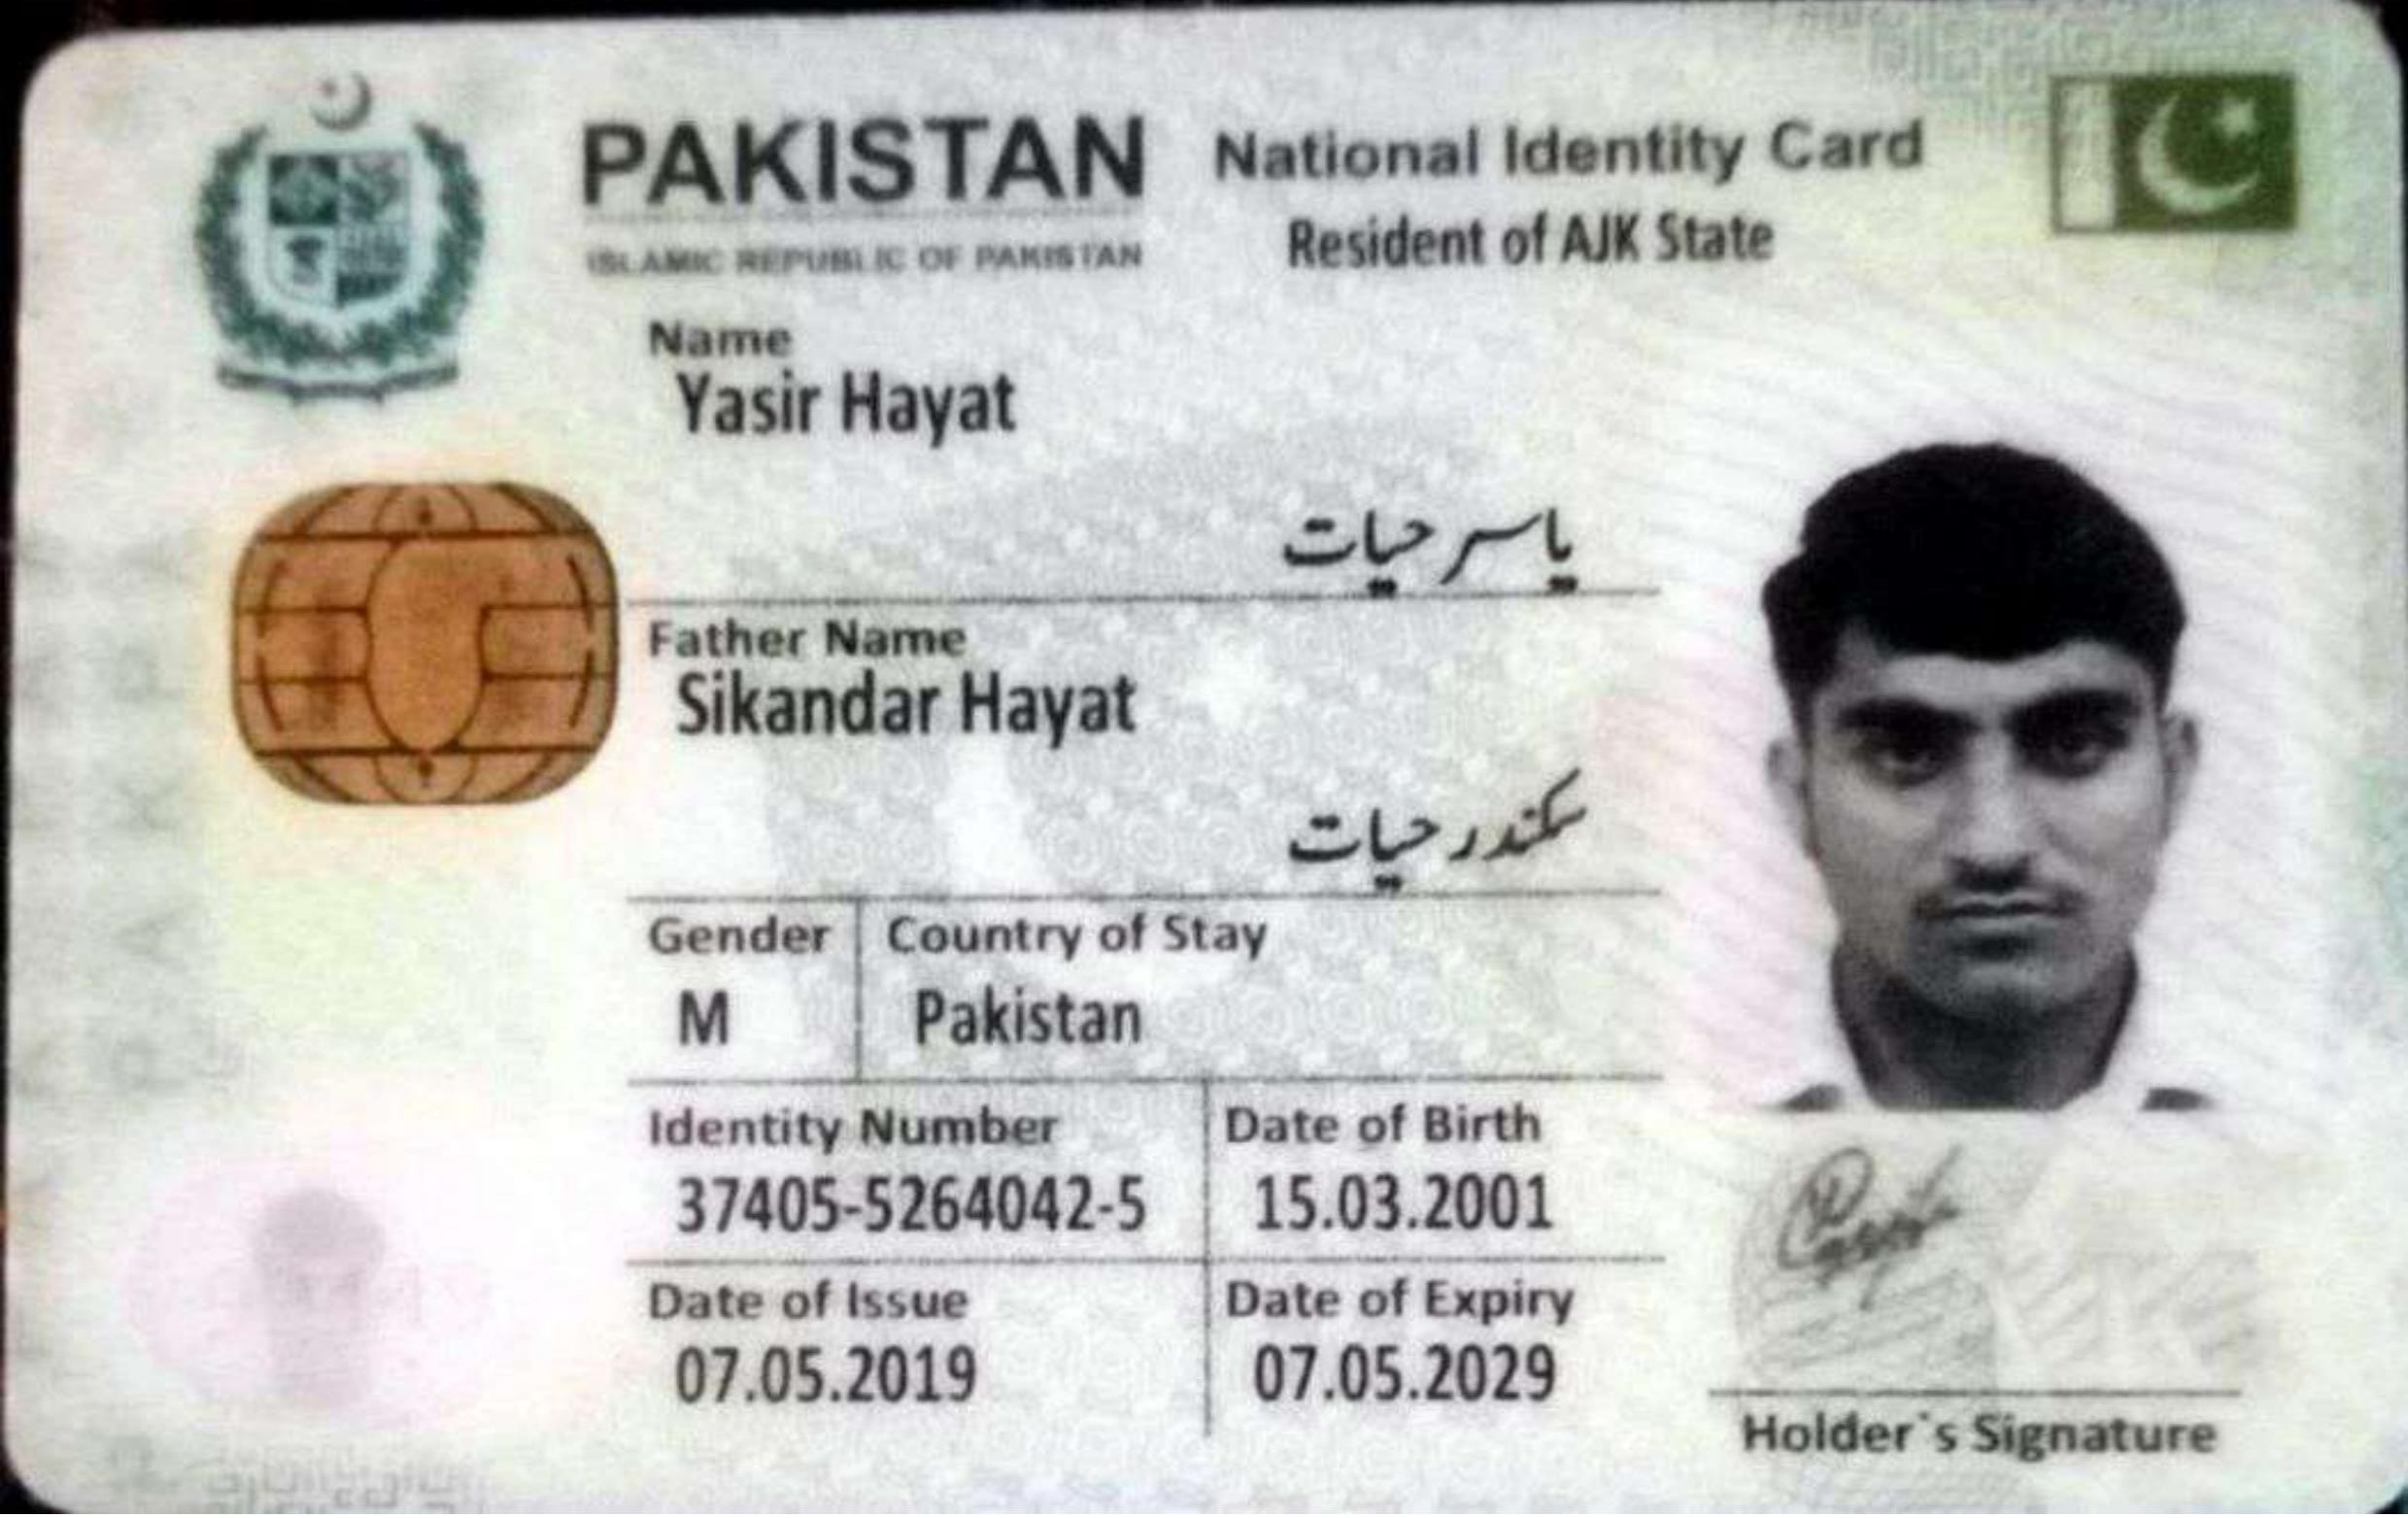 PAKISTAN National Identity Card
ISLAMIC REPUBLIC OF PAKISTAN Resident of AJK State
Name
Yasir Hayat
یاسر حیات
Father Name
Sikandar Hayat
سکندر حیات
Gender Country of Stay
M Pakistan
Identity Number Date of Birth
37405-5264042-5 15.03.2001
Date of Issue Date of Expiry
07.05.2019 07.05.2029
Holder`s Signature